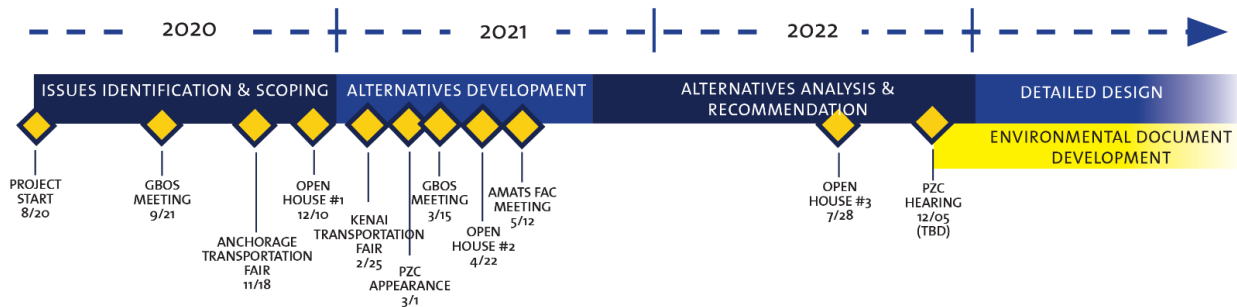 2020
2021
2022
ISSUES IDENTIFICATION & SCOPING
ALTERNATIVES DEVELOPMENT
ALTERNATIVES ANALYSIS &
RECOMMENDATION
DETAILED DESIGN
ENVIRONMENTAL DOCUMENT
DEVELOPMENT
PROJECT
START
8/20
GBOS
MEETING
9/21
ANCHORAGE
TRANSPORTATION
FAIR
11/18
OPEN
HOUSE #1
12/10
KENAI
TRANSPORTATION
FAIR
2/25
PZC
APPEARANCE
3/1
GBOS
MEETING
3/15
OPEN
HOUSE #2
4/22
AMATS FAC
MEETING
5/12
OPEN
HOUSE #3
7/28
PZC
HEARING
12/05
(TBD)